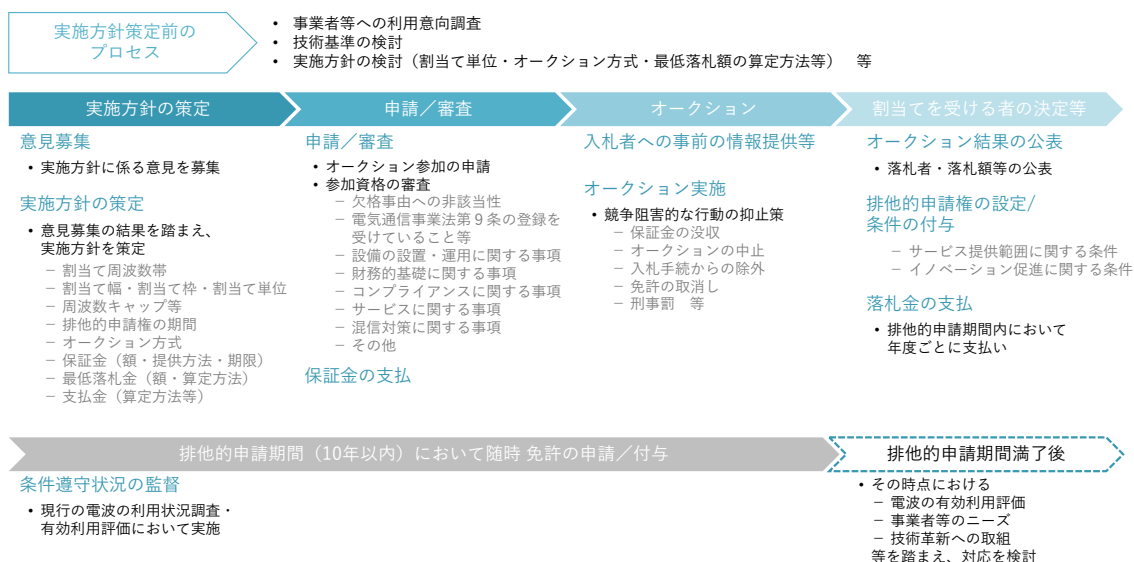 実施方針策定前の
プロセス
• 事業者等への利用意向調査
• 技術基準の検討
• 実施方針の検討（割当て単位・オークション方式・最低落札額の算定方法等）　等
実施方針の策定
意見募集
• 実施方針に係る意見を募集
実施方針の策定
• 意見募集の結果を踏まえ、
実施方針を策定
− 割当て周波数帯
− 割当て幅・割当て枠・割当て単位
− 周波数キャップ等
− 排他的申請権の期間
− オークション方式
− 保証金（額・提供方法・期限）
− 最低落札金（額・算定方法）
− 支払金（算定方法等）
申請／審査
申請／審査
• オークション参加の申請
• 参加資格の審査
− 欠格事由への非該当性
− 電気通信事業法第９条の登録を
受けていること等
− 設備の設置・運用に関する事項
− 財務的基礎に関する事項
− コンプライアンスに関する事項
− サービスに関する事項
− 混信対策に関する事項
− その他
保証金の支払
オークション
入札者への事前の情報提供等
オークション実施
• 競争阻害的な行動の抑止策
− 保証金の没収
− オークションの中止
− 入札手続からの除外
− 免許の取消し
− 刑事罰　等
割当てを受ける者の決定等
オークション結果の公表
• 落札者・落札額等の公表
排他的申請権の設定/
条件の付与
− サービス提供範囲に関する条件
− イノベーション促進に関する条件
落札金の支払
• 排他的申請期間内において
年度ごとに支払い
排他的申請期間（10年以内）において随時 免許の申請／付与
条件遵守状況の監督
• 現行の電波の利用状況調査・
有効利用評価において実施
排他的申請期間満了後
• その時点における
− 電波の有効利用評価
− 事業者等のニーズ
− 技術革新への取組
等を踏まえ、対応を検討